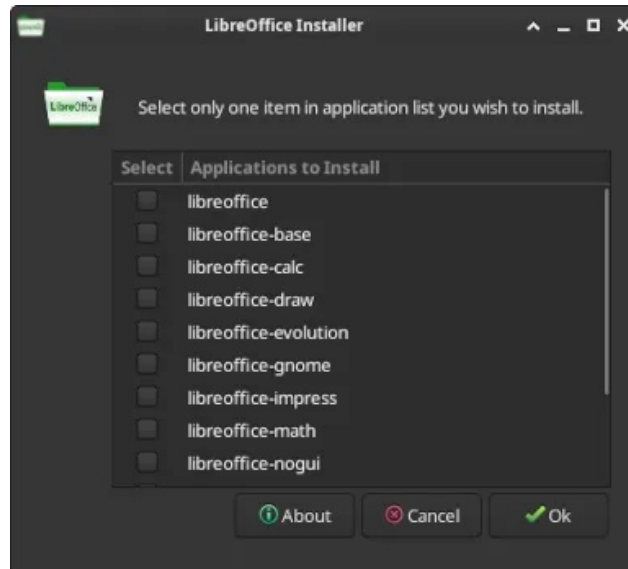 LibreOffice Installer
LibreOffice
Select only one item in application list you wish to install.
Select Applications to Install
libreoffice
libreoffice-base
libreoffice-calc
libreoffice-draw
libreoffice-evolution
libreoffice-gnome
libreoffice-impress
libreoffice-math
libreoffice-nogui
About Cancel Ok